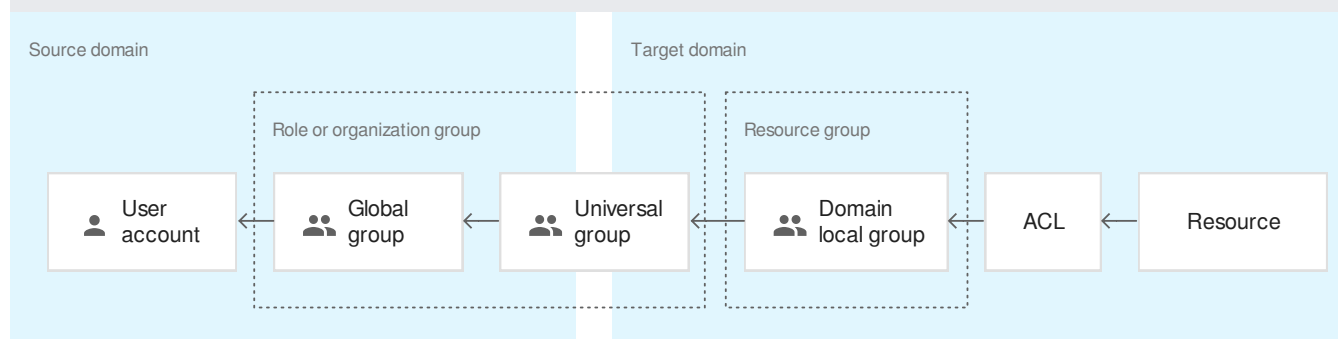 Source domain
Target domain
Role or organization group
Resource group
User
account
Global
group
Universal
group
Domain
local group
ACL
Resource